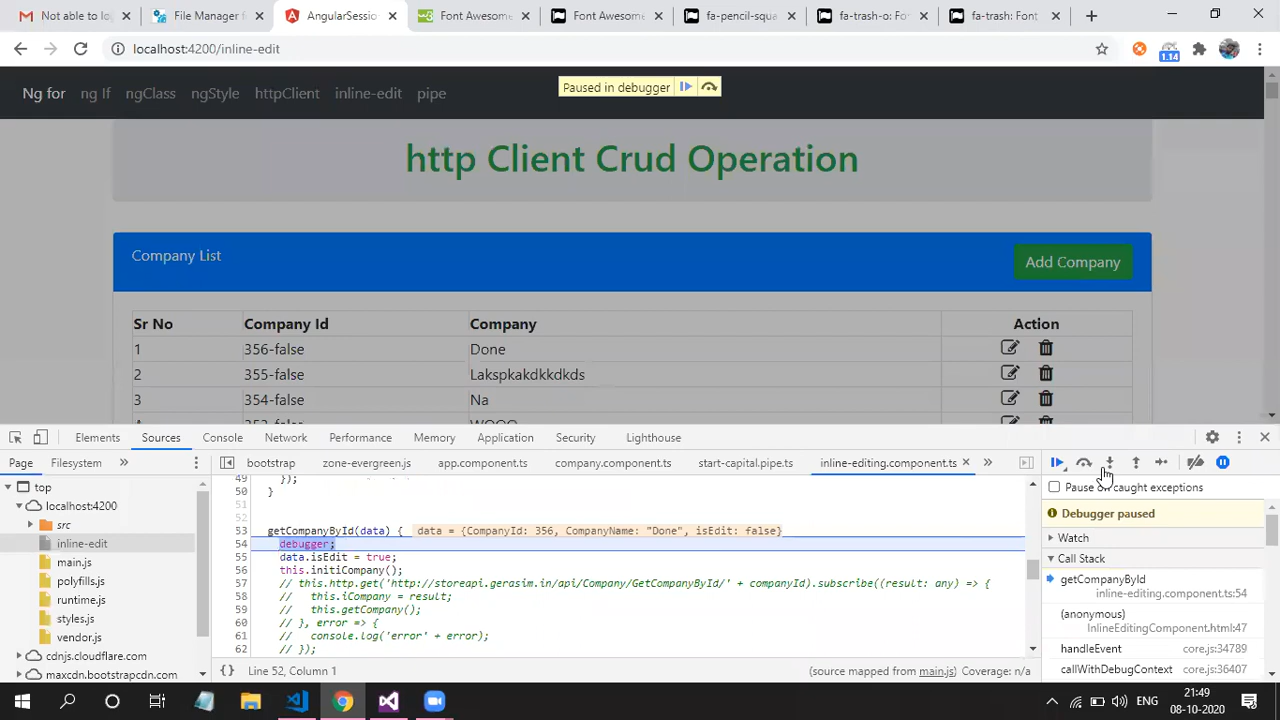 Not able to lo
File Manager f
AngularSessio
Font Awesome
Font Awesome
fa-pencil-squa
fa-trash-o: Fo
fa-trash: Font
localhost:4200/inline-edit
1.14
Ng for ng If ngClass ngStyle httpClient inline-edit pipe
Paused in debugger
http Client Crud Operation
Company List
Add Company
Sr No Company Id Company Action
1 356-false Done
2 355-false Lakspkakdkkdkds
3 354-false Na
Elements Sources Console Network Performance Memory Application Security Lighthouse
Page Filesystem
bootstrap zone-evergreen.js app.component.ts company.component.ts start-capital.pipe.ts inline-editing.component.ts
top
localhost:4200
src
inline-edit
main.js
polyfills.js
runtime.js
styles.js
vendor.js
cdnjs.cloudflare.com
maxcdn.bootstrapcdn.com
49 });
50 }
51
52
53 getCompanyById(data) { data = {CompanyId: 356, CompanyName: "Done", isEdit: false}
54 debugger;
55 data.isEdit = true;
56 this.initiCompany();
57 // this.http.get('http://storeapi.gerasim.in/api/Company/GetCompanyById/' + companyId).subscribe((result: any) => {
58 // this.iCompany = result;
59 // this.getCompany();
60 // }, error => {
61 // console.log('error' + error);
62 // });
{} Line 52, Column 1 (source mapped from main.js) Coverage: n/a
Pause on caught exceptions
Debugger paused
Watch
Call Stack
getCompanyById
inline-editing.component.ts:54
(anonymous)
InlineEditingComponent.html:47
handleEvent core.js:34789
callWithDebugContext core.js:36407
ENG
21:49
08-10-2020